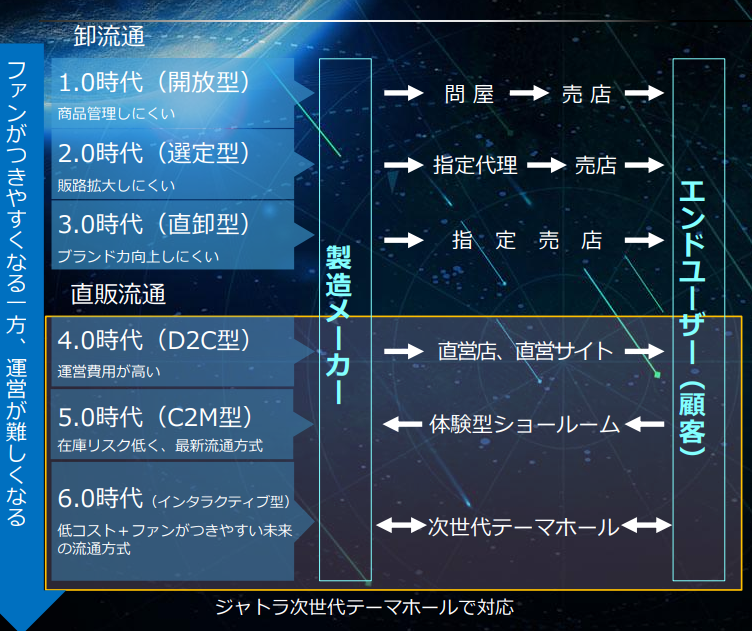 卸流通
ファンがつきやすくなる一方、運営が難しくなる
1.0時代（開放型）
商品管理しにくい
問屋
売店
2.0時代（選定型）
販路拡大しにくい
指定代理
売店
3.0時代（直卸型）
ブランド力向上しにくい
指定売店
製造メーカー
エンドユーザー（顧客）
直販流通
4.0時代（D2C型）
運営費用が高い
直営店、直営サイト
5.0時代（C2M型）
在庫リスク低く、最新流通方式
体験型ショールーム
6.0時代（インタラクティブ型）
低コスト＋ファンがつきやすい未来
の流通方式
次世代テーマホール
ジャトラ次世代テーマホールで対応